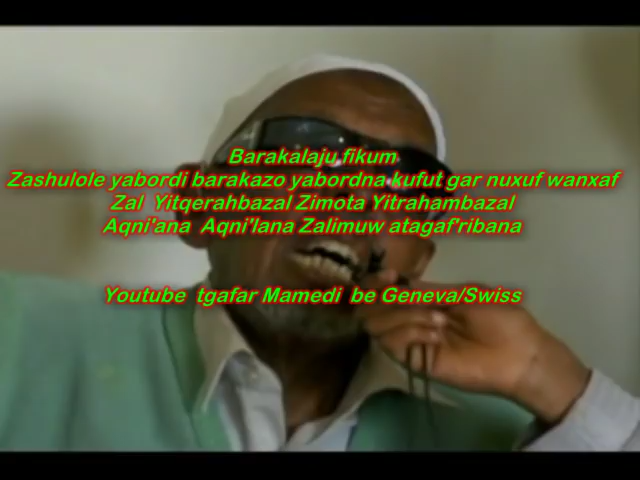 Barakalaju fikum
Zashulole yabordi barakazo yabordna kufut gar nuxuf wanxaf
Zal Yitqerahbazal Zimota Yitrahambazal
Aqni'ana Aqni'lana Zalimuw atagaf'ribana
Youtube tgafar Mamedi be Geneva/Swiss